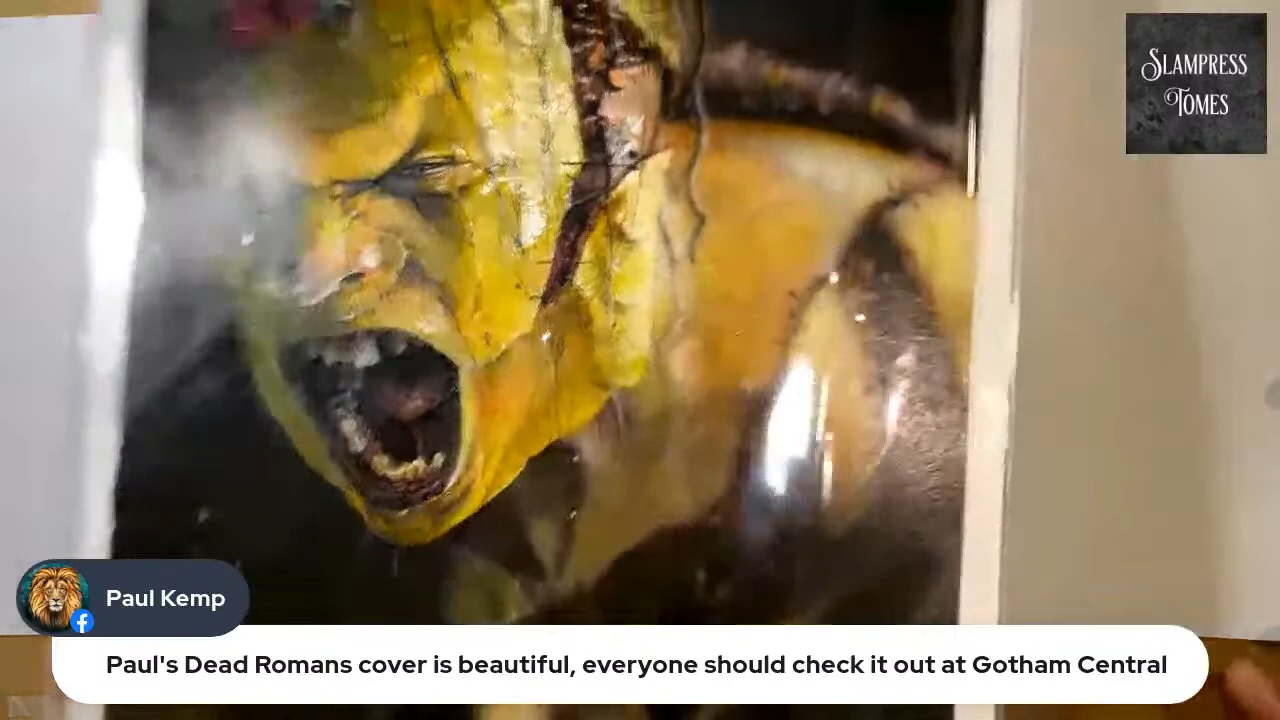 SLAMPRESS
TOMES
Paul Kemp
Paul's Dead Romans cover is beautiful, everyone should check it out at Gotham Central